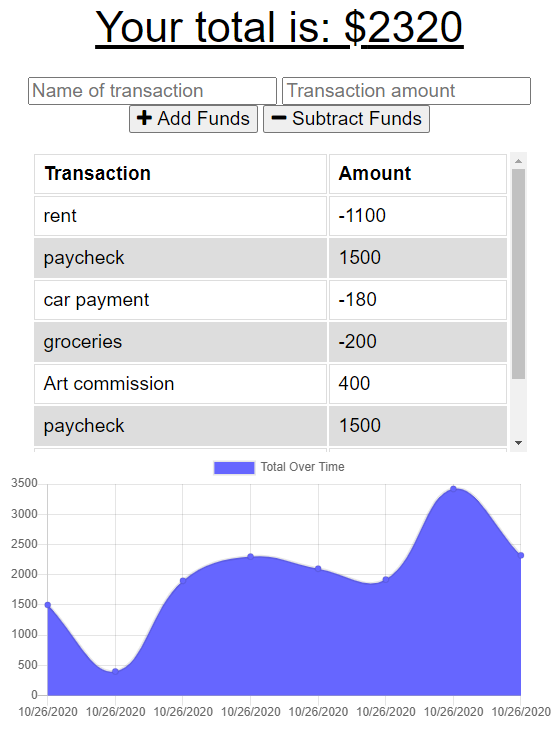 Your total is: $2320
Name of transaction Transaction amount
Add Funds Subtract Funds
Transaction Amount
rent -1100
paycheck 1500
car payment -180
groceries -200
Art commission 400
paycheck 1500
Total Over Time
3500
3000
2500
2000
1500
1000
500
0
10/26/2020 10/26/2020 10/26/2020 10/26/2020 10/26/2020 10/26/2020 10/26/2020 10/26/2020